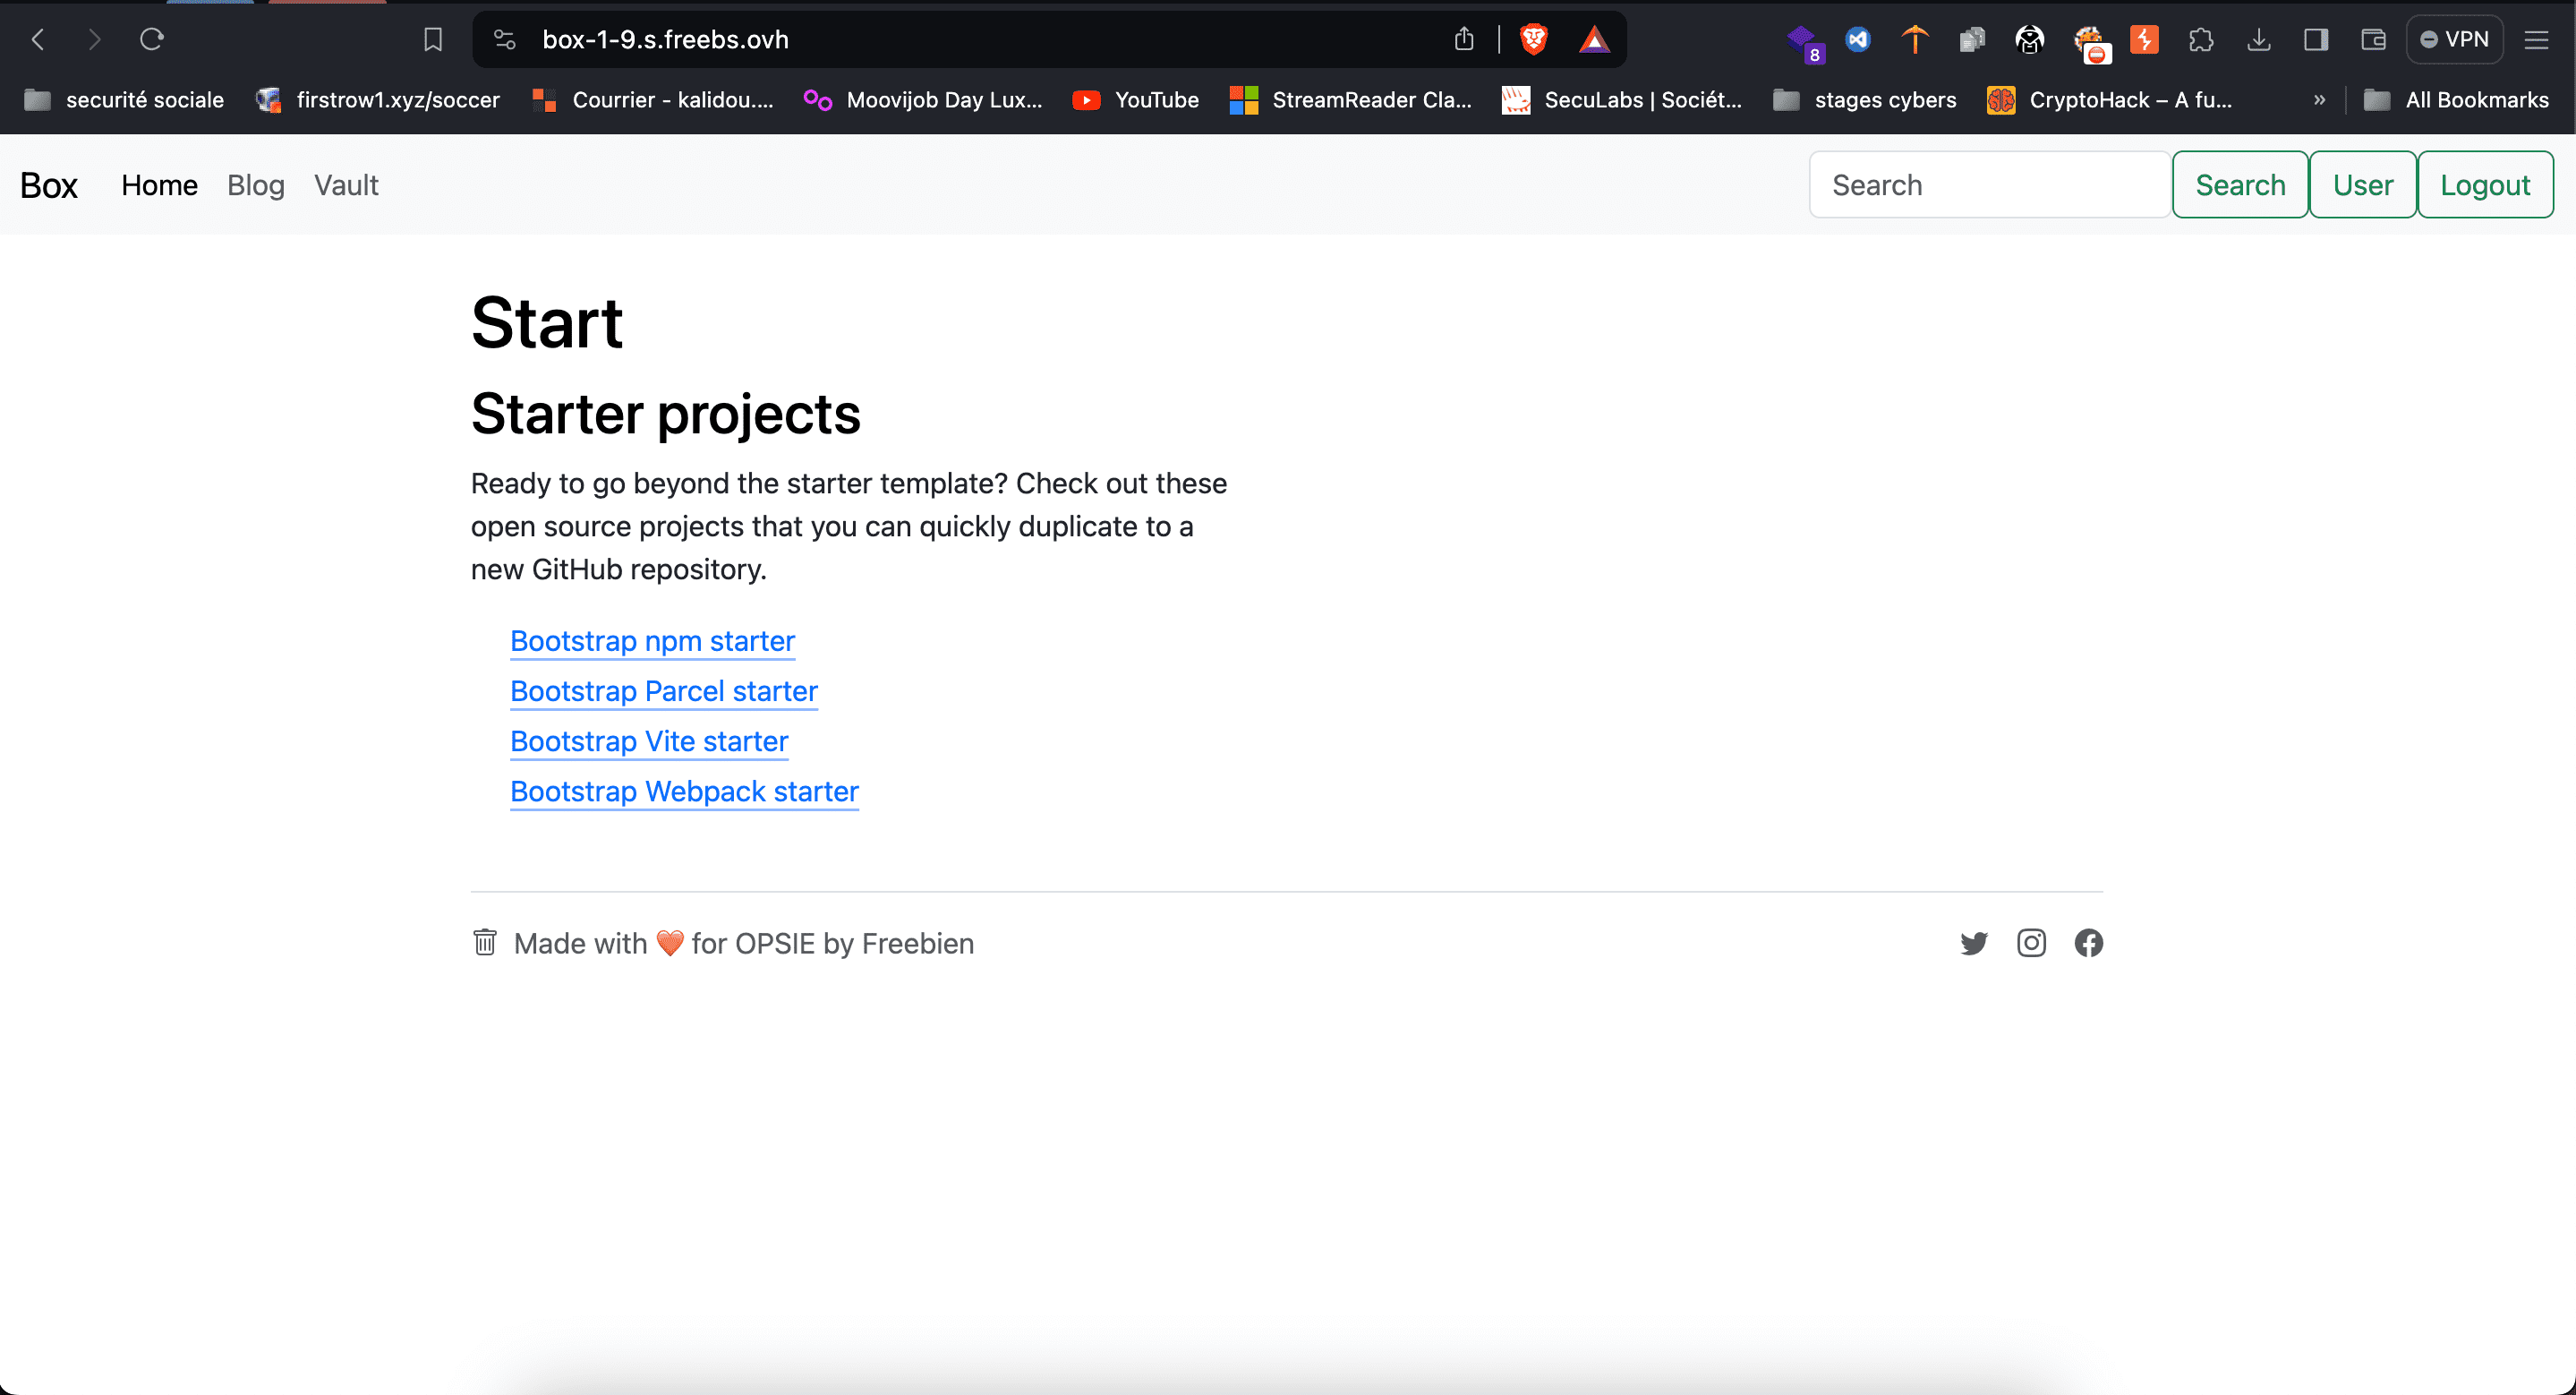 box-1-9.s.freebs.ovh
8
VPN
securité sociale
firstrow1.xyz/soccer
Courrier - kalidou....
Moovijob Day Lux...
YouTube
StreamReader Cla...
SecuLabs | Sociét...
stages cybers
CryptoHack – A fu...
»
All Bookmarks
Box
Home
Blog
Vault
Search
Search
User
Logout
Start
Starter projects
Ready to go beyond the starter template? Check out these
open source projects that you can quickly duplicate to a
new GitHub repository.
Bootstrap npm starter
Bootstrap Parcel starter
Bootstrap Vite starter
Bootstrap Webpack starter
Made with ❤️ for OPSIE by Freebien